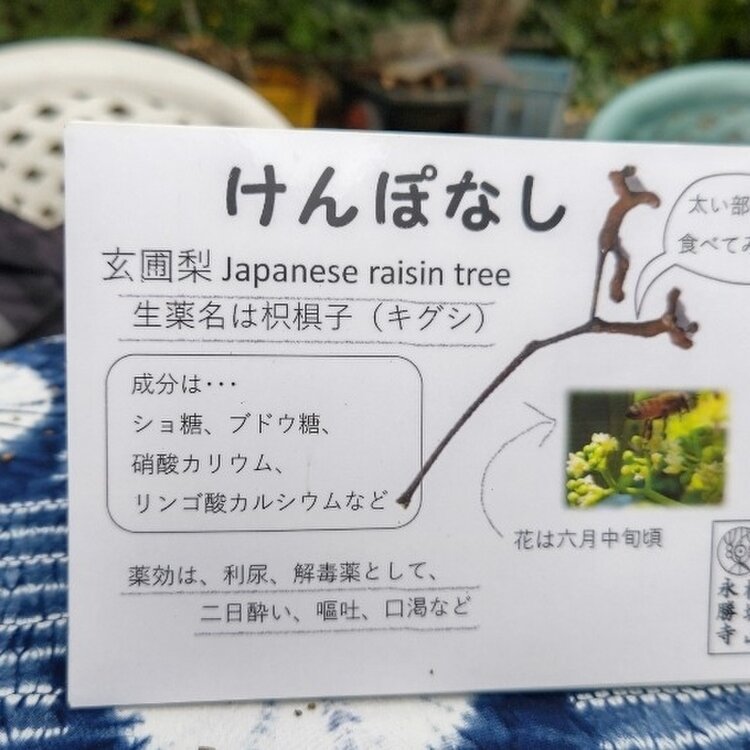 けんぽなし
玄圃梨 Japanese raisin tree
生薬名は枳椇子（キグシ）
太い部
食べてみ
成分は･･･
ショ糖、ブドウ糖、
硝酸カリウム、
リンゴ酸カルシウムなど
花は六月中旬頃
薬効は、利尿、解毒薬として、
二日酔い、嘔吐、口渇など
永勝寺